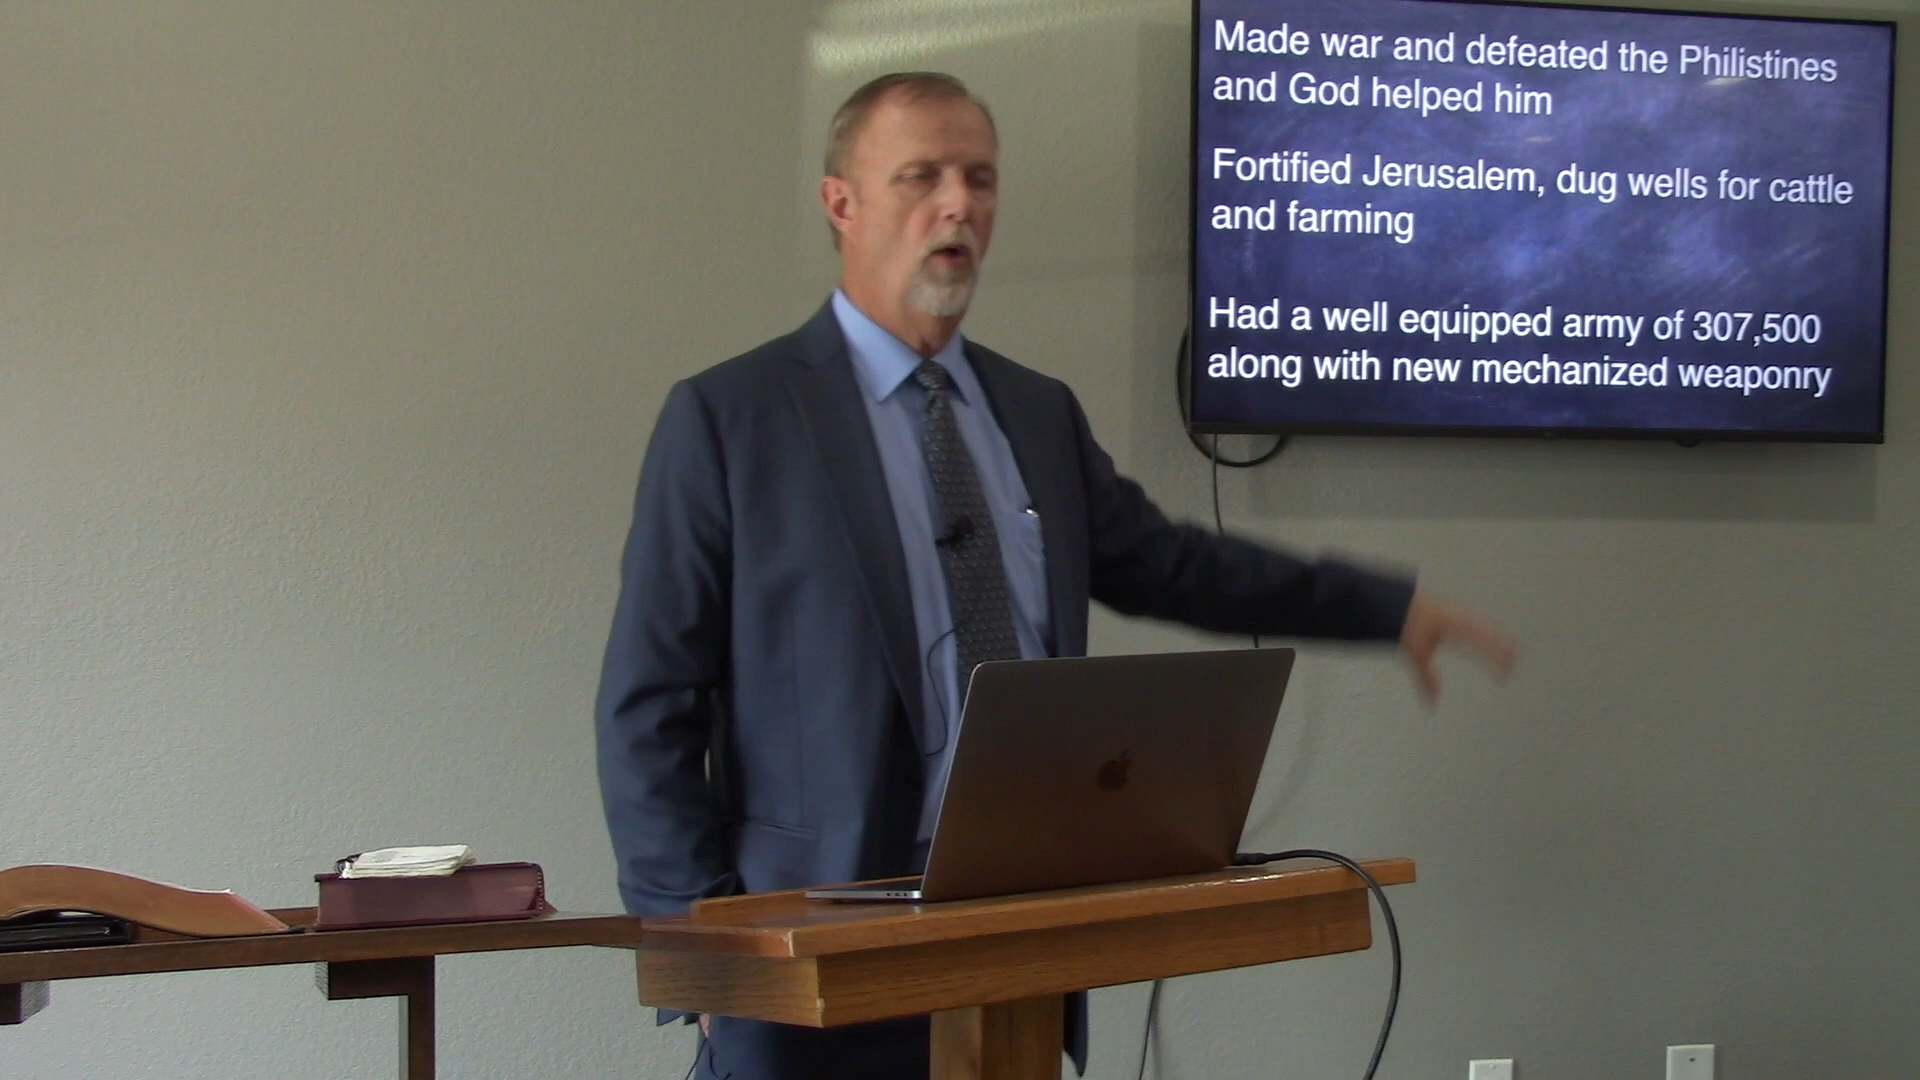 Made war and defeated the Philistines
and God helped him
Fortified Jerusalem, dug wells for cattle
and farming
Had a well equipped army of 307,500
along with new mechanized weaponry